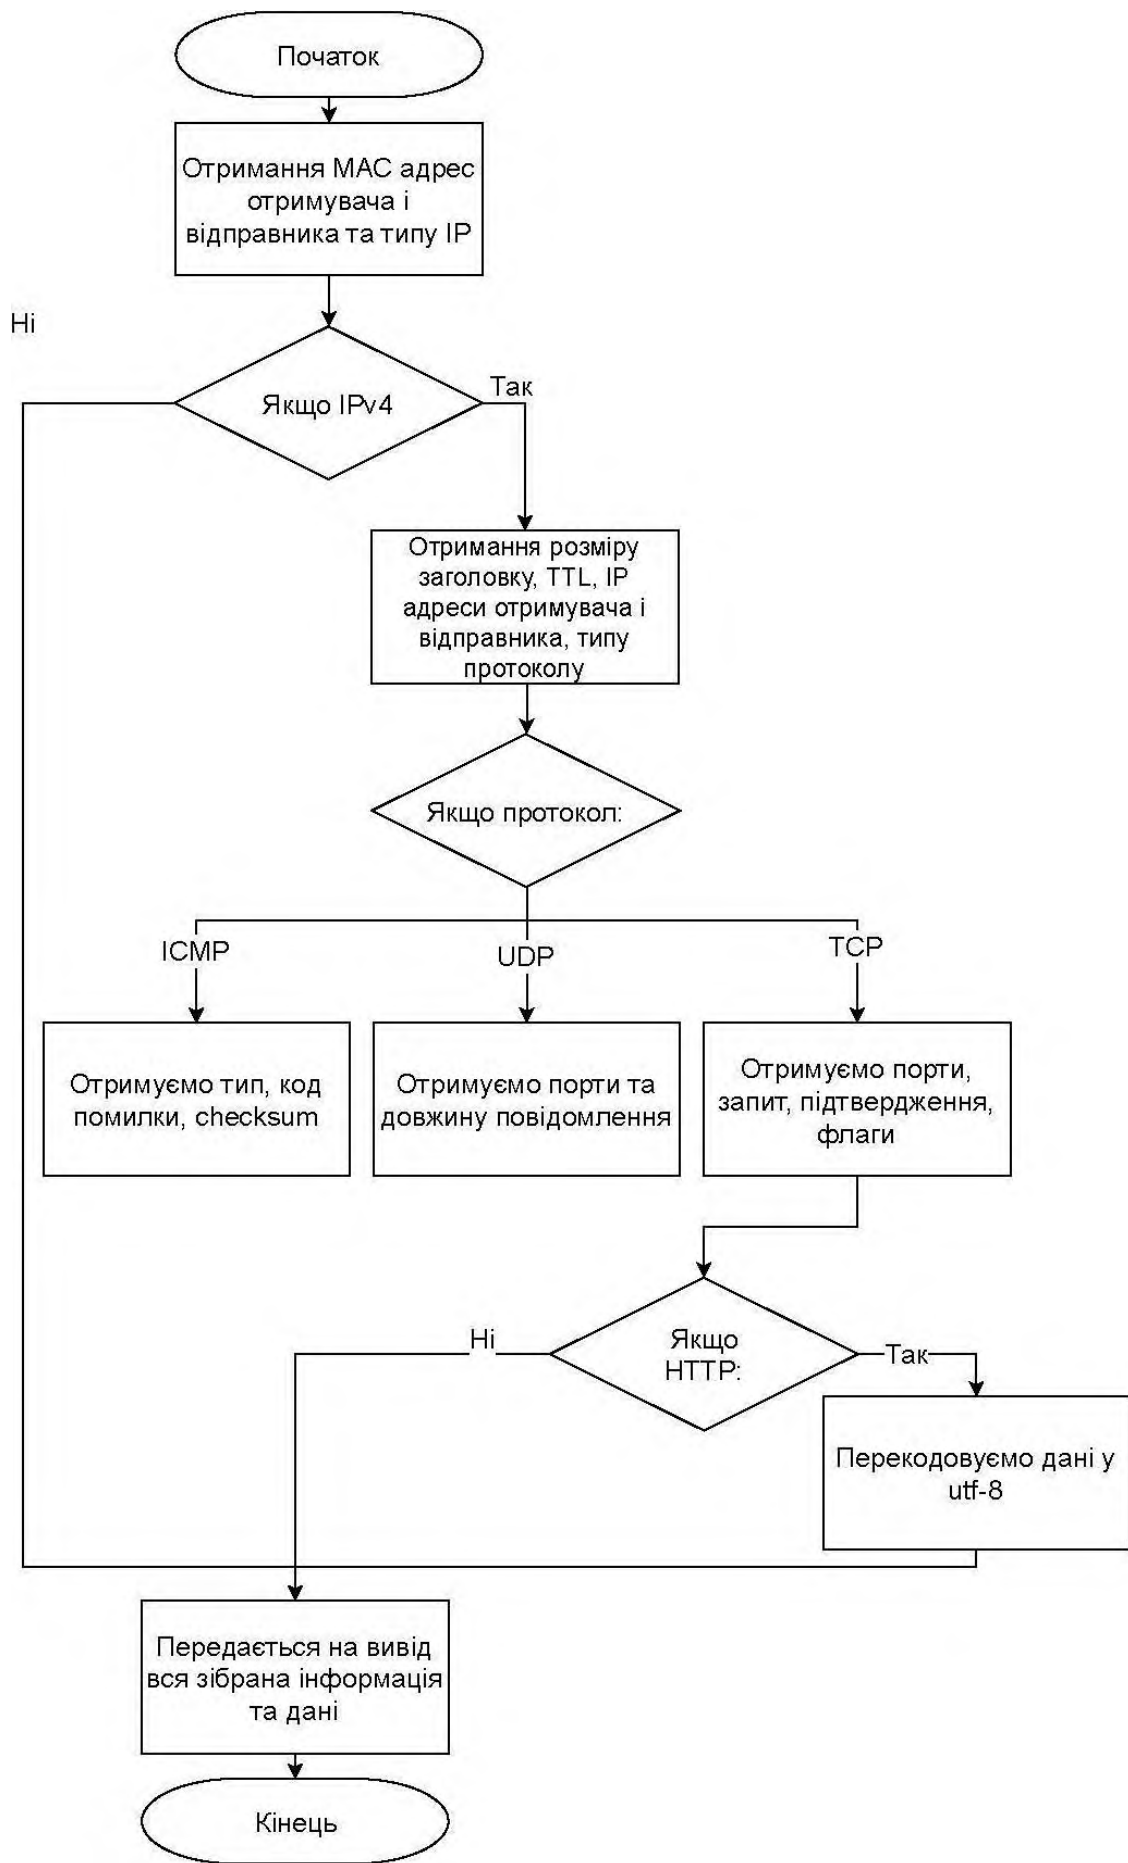 Початок
Отримання MAC адрес
отримувача і
відправника та типу IP
Ні
Якщо IPv4
Так
Отримання розміру
заголовку, TTL, IP
адреси отримувача і
відправника, типу
протоколу
Якщо протокол:
ICMP
UDP
TCP
Отримуємо тип, код
помилки, checksum
Отримуємо порти та
довжину повідомлення
Отримуємо порти,
запит, підтвердження,
флаги
Ні
Якщо
HTTP:
Так
Перекодовуємо дані у
utf-8
Передається на вивід
вся зібрана інформація
та дані
Кінець